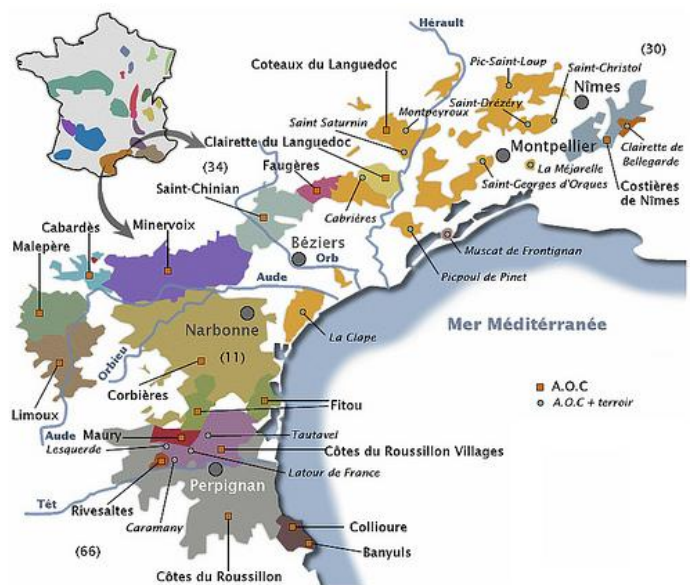 Hérault
Pic-Saint-Loup
(30)
Coteaux du Languedoc
Saint-Christol
Saint-Drézéry
Nîmes
Montpeyroux
Saint Saturnin
Clairette du Languedoc
Montpellier
Clairette de
Bellegarde
(34)
Faugères
La Méjarelle
Saint-Georges d'Orques
Costières
de Nîmes
Saint-Chinian
Cabrières
Cabardès
Minervoix
Malepère
Béziers
Orb
Muscat de Frontignan
Picpoul de Pinet
Aude
Narbonne
La Clape
Mer Méditérranée
Orbieu
(11)
Corbières
A.O.C
A.O.C + terroir
Limoux
Fitou
Aude
Maury
Tautavel
Lesquerde
Côtes du Roussillon Villages
Latour de France
Perpignan
Têt
Rivesaltes
Caramany
Collioure
(66)
Banyuls
Côtes du Roussillon